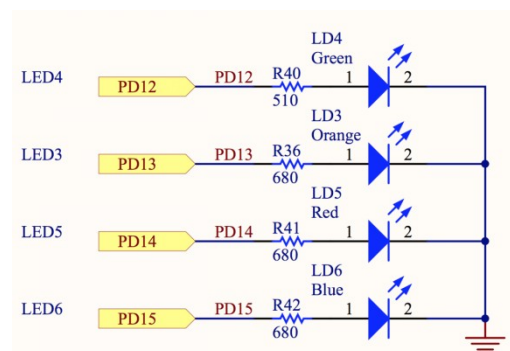 LD4
Green
LED4 PD12 PD12 R40 1 2
510
LD3
Orange
LED3 PD13 PD13 R36 1 2
680
LD5
Red
LED5 PD14 PD14 R41 1 2
680
LD6
Blue
LED6 PD15 PD15 R42 1 2
680